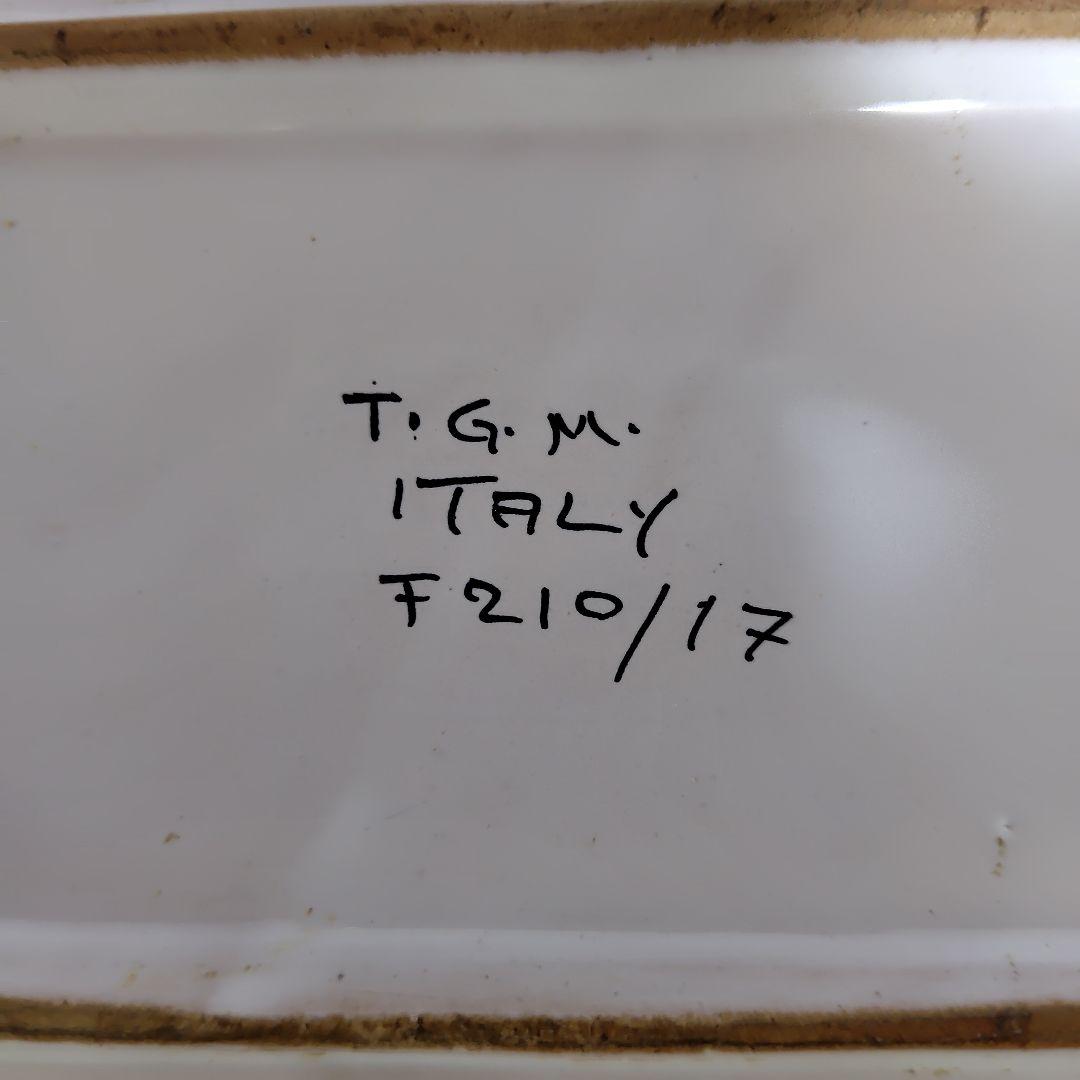 T. G. M.
ITALY
F210/17